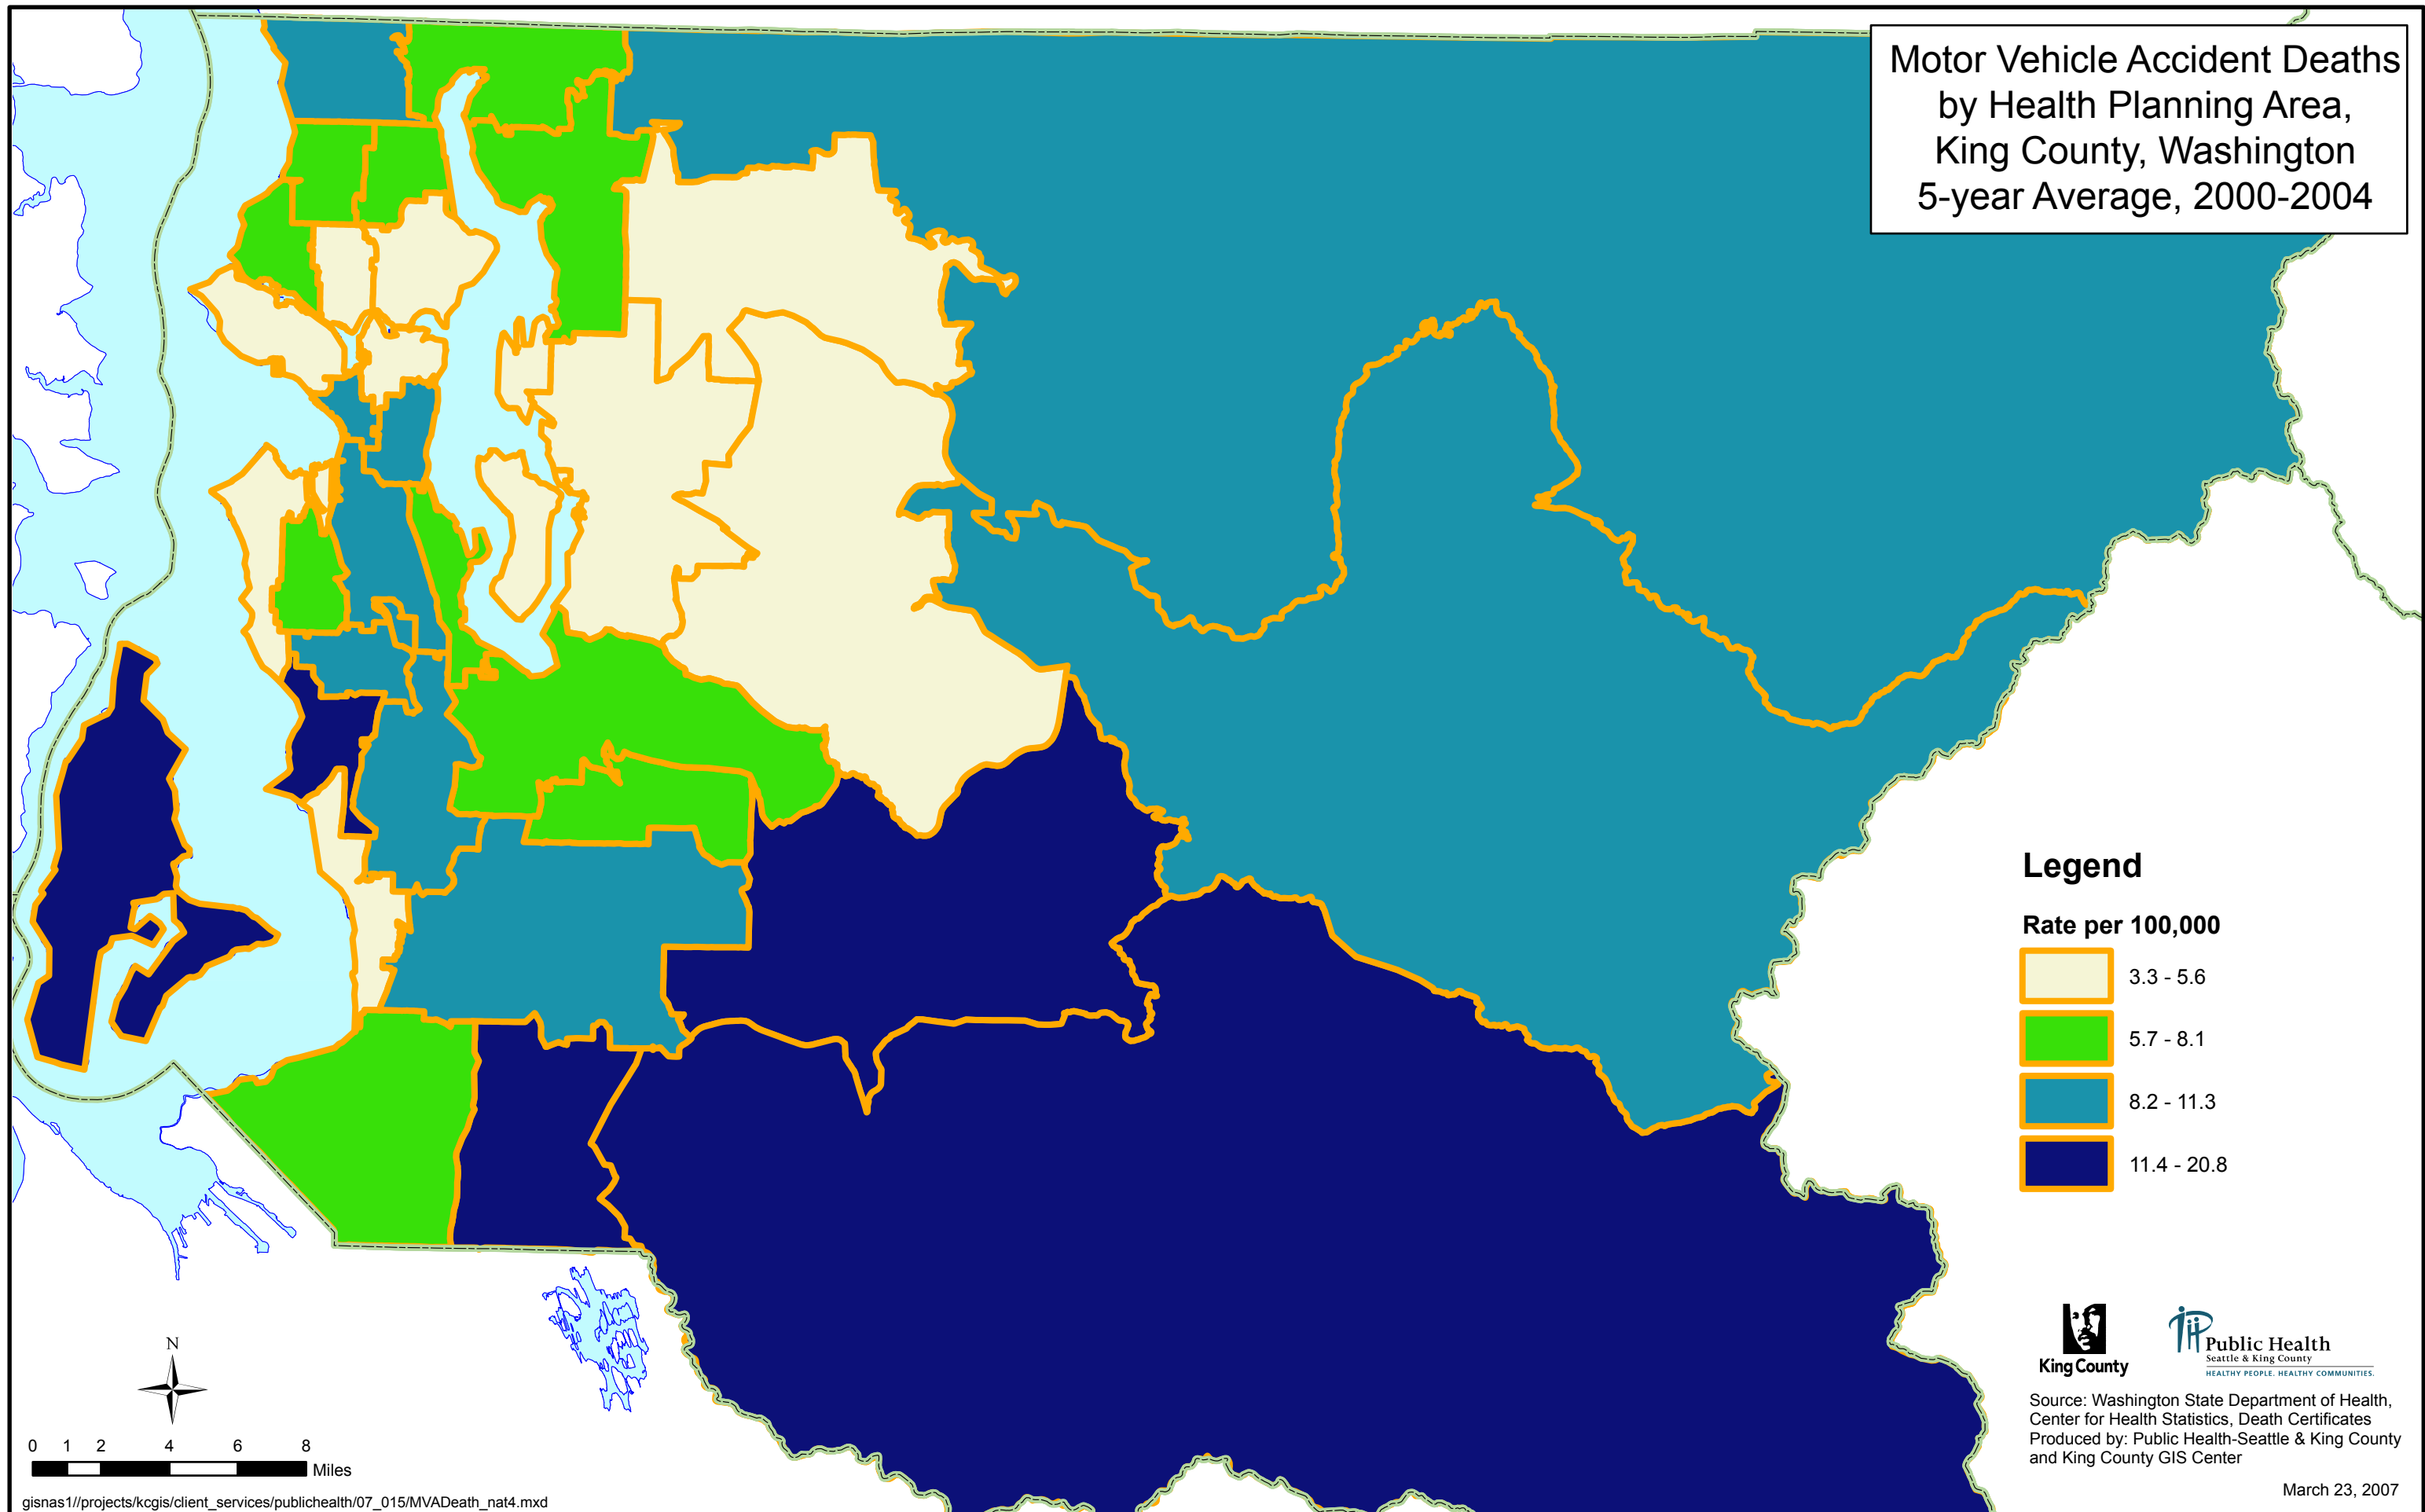 Motor Vehicle Accident Deaths
by Health Planning Area,
King County, Washington
5-year Average, 2000-2004
Legend
Rate per 100,000
3.3 - 5.6
5.7 - 8.1
8.2 - 11.3
11.4 - 20.8
King County
Public Health
Seattle & King County
HEALTHY PEOPLE. HEALTHY COMMUNITIES.
Source: Washington State Department of Health,
Center for Health Statistics, Death Certificates
Produced by: Public Health-Seattle & King County
and King County GIS Center
March 23, 2007
N
0 1 2 4 6 8
Miles
gisnas1//projects/kcgis/client_services/publichealth/07_015/MVADeath_nat4.mxd